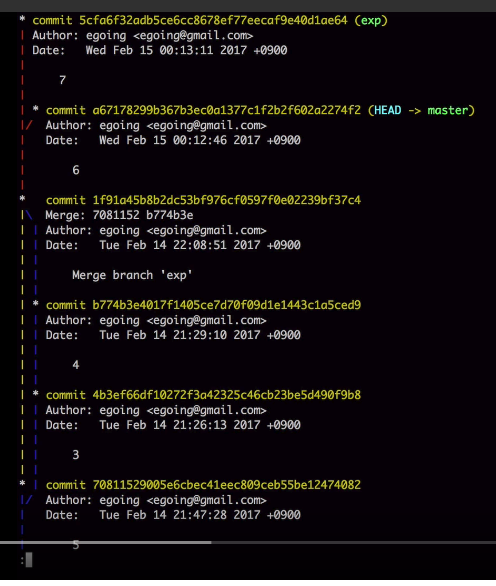 * commit 5cfa6f32adb5ce6cc8678ef77eecaf9e40d1ae64 (exp)
| Author: egoing <egoing@gmail.com>
| Date:   Wed Feb 15 00:13:11 2017 +0900
|
|     7
|
| * commit a67178299b367b3ec0a1377c1f2b2f602a2274f2 (HEAD -> master)
|/  Author: egoing <egoing@gmail.com>
|   Date:   Wed Feb 15 00:12:46 2017 +0900
|
|       6
|
*   commit 1f91a45b8b2dc53bf976cf0597f0e02239bf37c4
|\  Merge: 7081152 b774b3e
| | Author: egoing <egoing@gmail.com>
| | Date:   Tue Feb 14 22:08:51 2017 +0900
| |
| |     Merge branch 'exp'
| |
| * commit b774b3e4017f1405ce7d70f09d1e1443c1a5ced9
| | Author: egoing <egoing@gmail.com>
| | Date:   Tue Feb 14 21:29:10 2017 +0900
| |
| |     4
| |
| * commit 4b3ef66df10272f3a42325c46cb23be5d490f9b8
| | Author: egoing <egoing@gmail.com>
| | Date:   Tue Feb 14 21:26:13 2017 +0900
| |
| |     3
| |
* | commit 70811529005e6cbec41eec809ceb55be12474082
|/  Author: egoing <egoing@gmail.com>
|   Date:   Tue Feb 14 21:47:28 2017 +0900
|
|       5
: